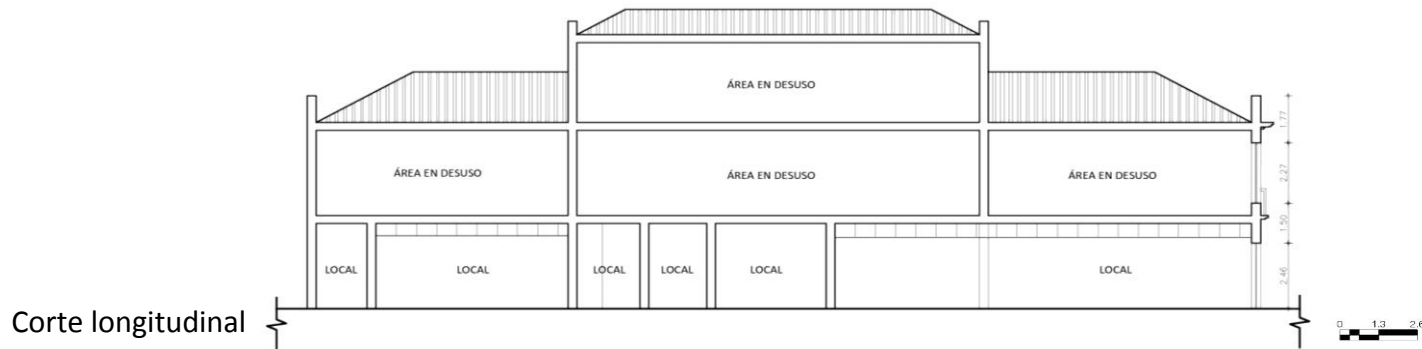 ÁREA EN DESUSO
ÁREA EN DESUSO
ÁREA EN DESUSO
ÁREA EN DESUSO
LOCAL
LOCAL
LOCAL
LOCAL
LOCAL
LOCAL
1.77
2.27
1.50
2.46
Corte longitudinal
0 1.3 2.6